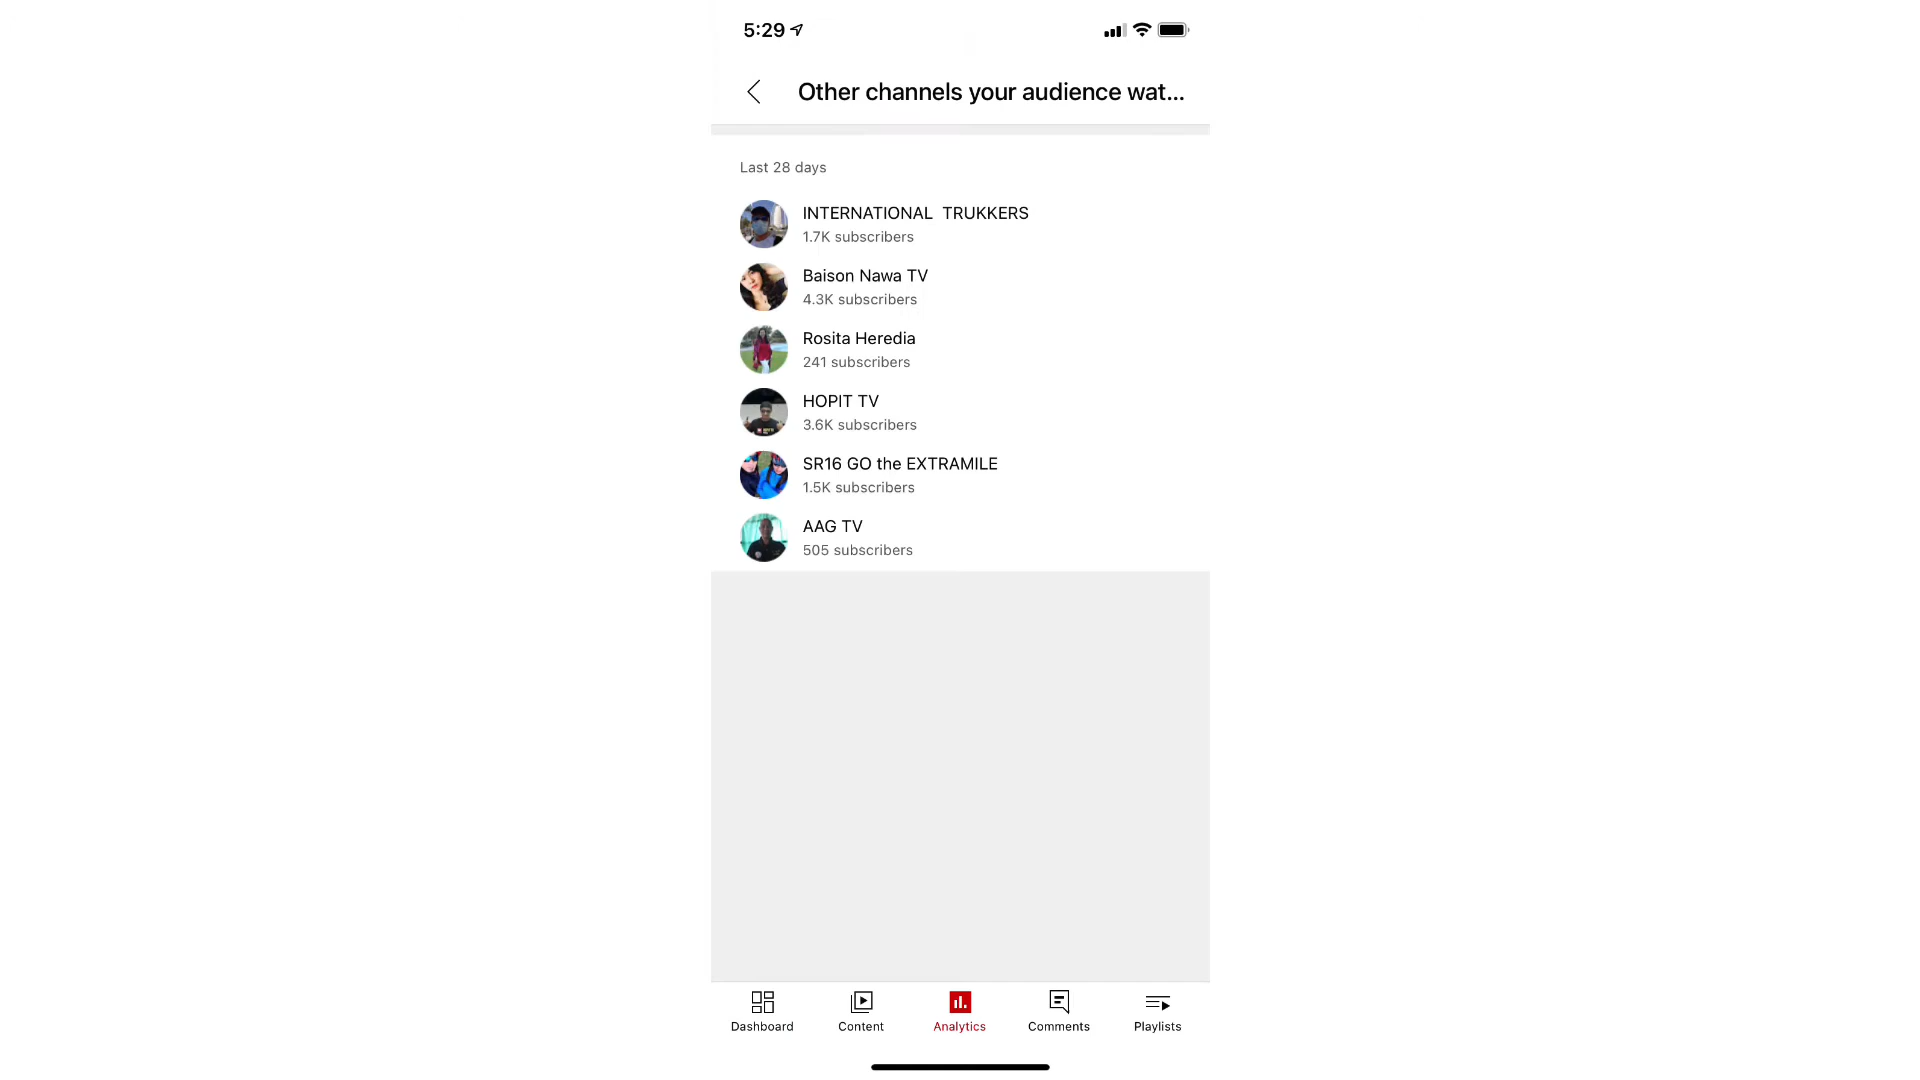 5:29
Other channels your audience wat...
Last 28 days
INTERNATIONAL  TRUKKERS
1.7K subscribers
Baison Nawa TV
4.3K subscribers
Rosita Heredia
241 subscribers
HOPIT TV
3.6K subscribers
SR16 GO the EXTRAMILE
1.5K subscribers
AAG TV
505 subscribers
Dashboard Content Analytics Comments Playlists